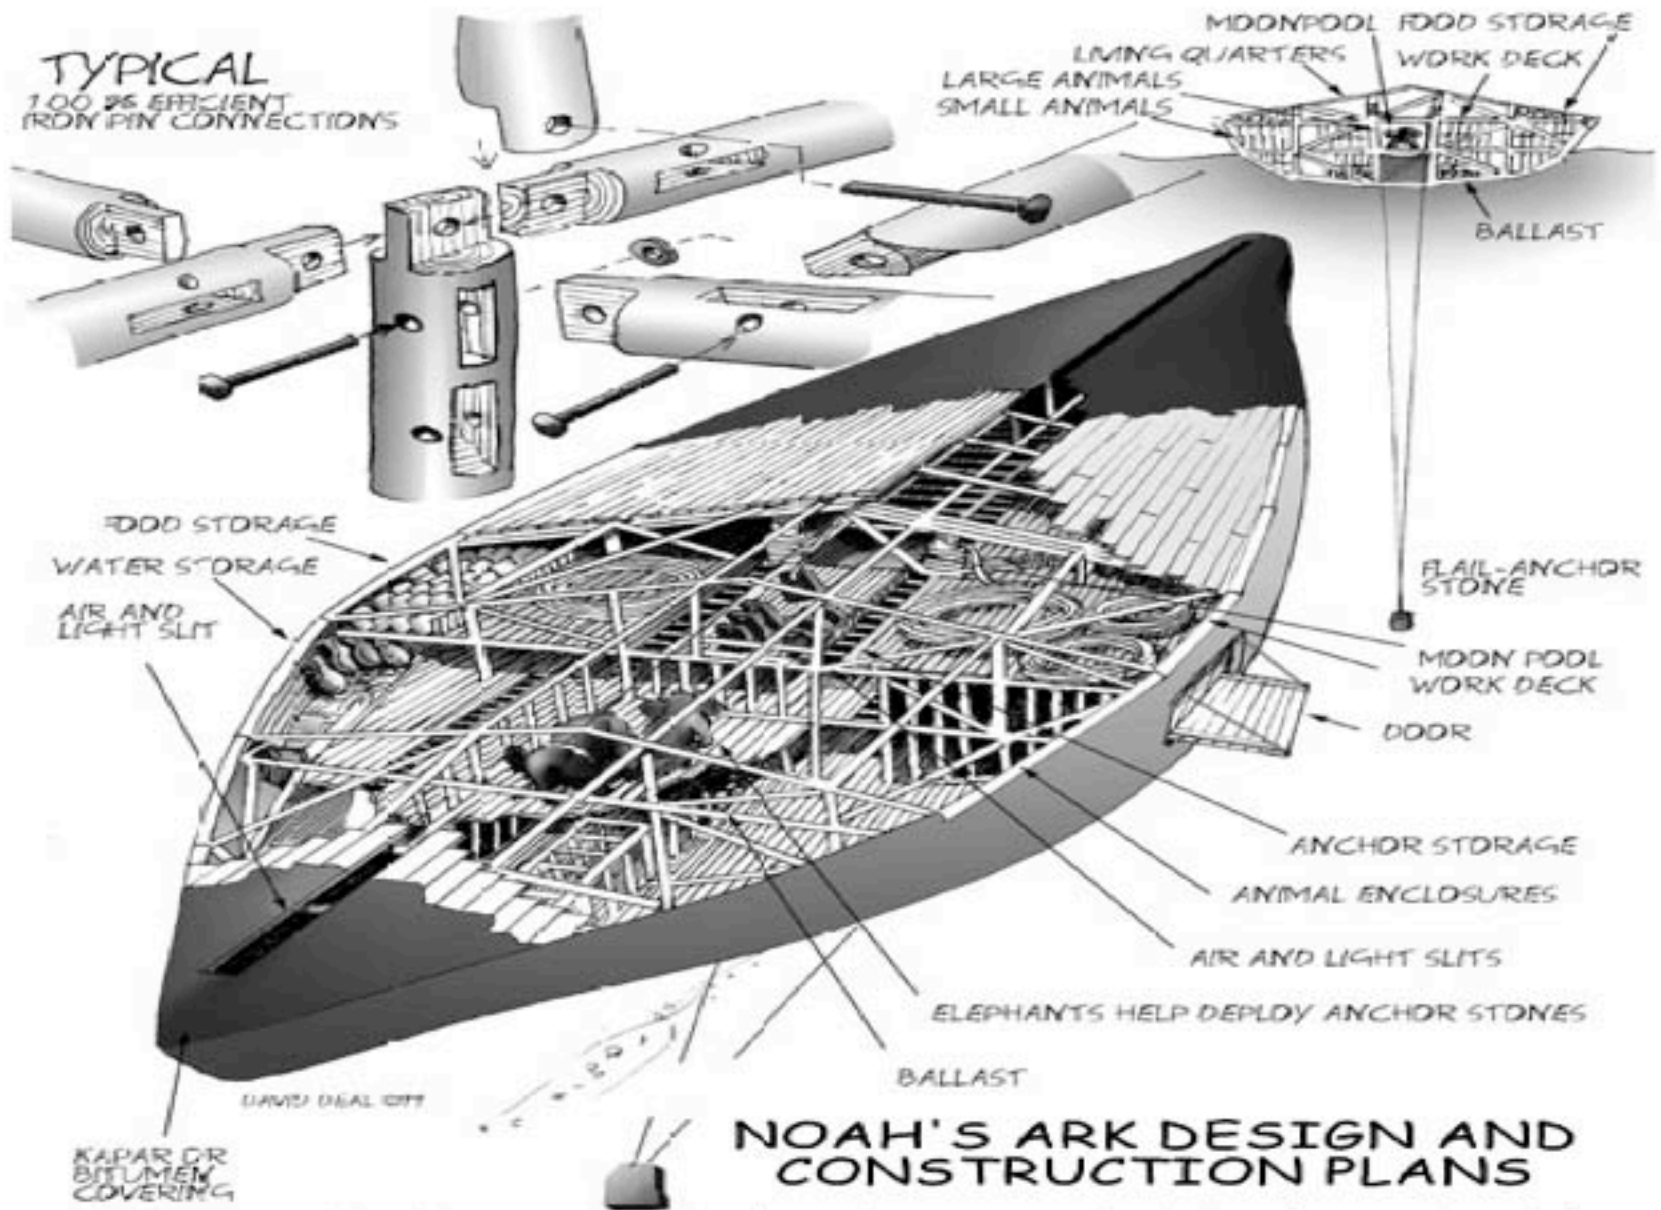 TYPICAL
100 % EFFICIENT
IRON PIN CONNECTIONS
MOONPOOL FOOD STORAGE
LIVING QUARTERS WORK DECK
LARGE ANIMALS
SMALL ANIMALS
BALLAST
FOOD STORAGE
WATER STORAGE
AIR AND
LIGHT SLIT
FLAIL-ANCHOR
STONE
MOON POOL
WORK DECK
DOOR
ANCHOR STORAGE
ANIMAL ENCLOSURES
AIR AND LIGHT SLITS
ELEPHANTS HELP DEPLOY ANCHOR STONES
BALLAST
DAVID DEAL ©99
KAPAR OR
BITUMEN
COVERING
NOAH'S ARK DESIGN AND
CONSTRUCTION PLANS